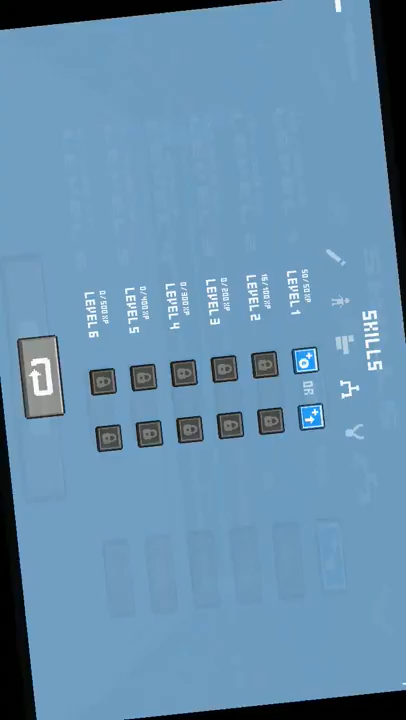 SKILLS
50/50 XP
LEVEL 1
OR
15/100 XP
LEVEL 2
0/200 XP
LEVEL 3
0/300 XP
LEVEL 4
0/400 XP
LEVEL 5
0/500 XP
LEVEL 6